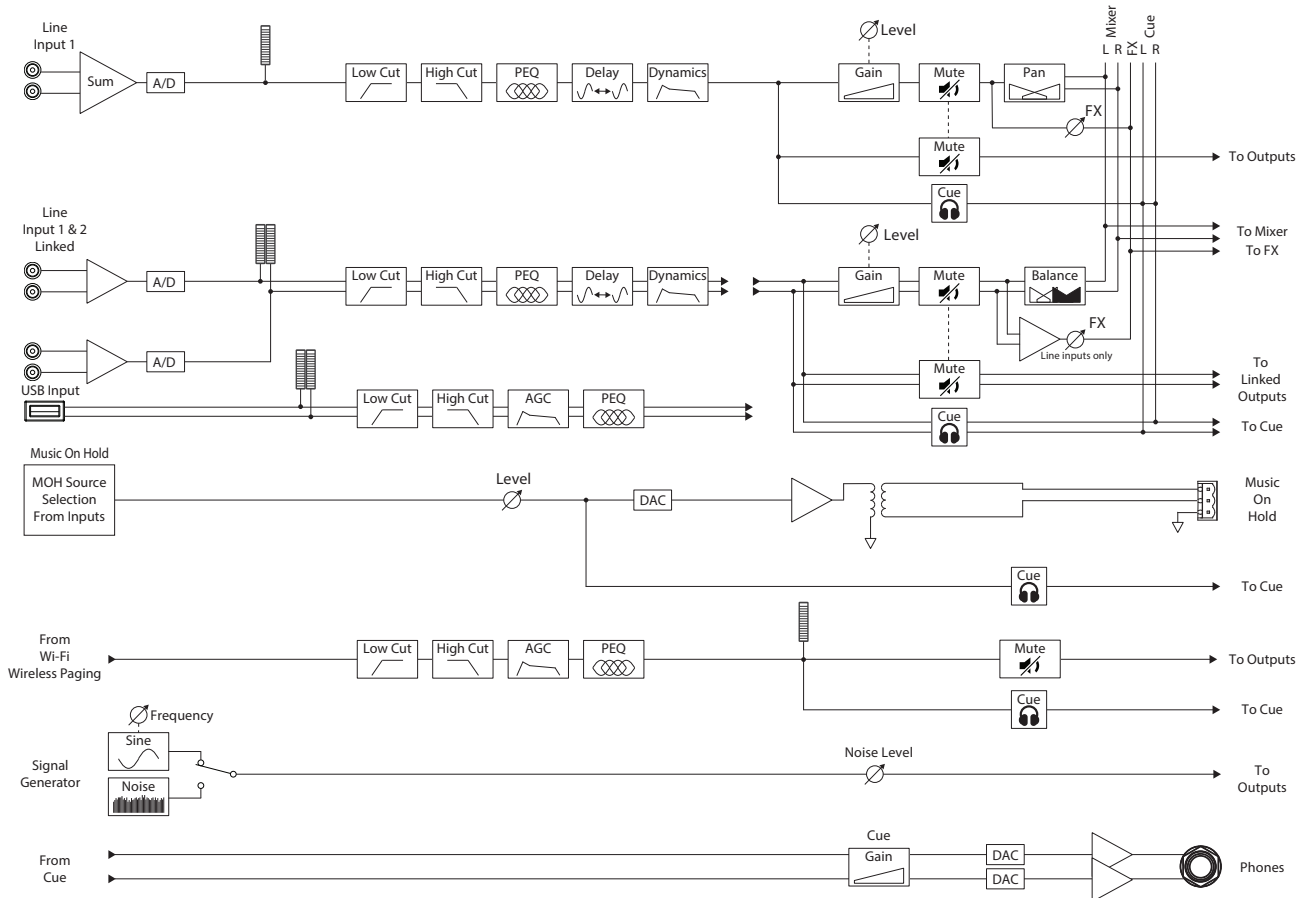 Line
Input 1
Sum
A/D
Low Cut
High Cut
PEQ
Delay
Dynamics
Level
Gain
Mute
Pan
FX
Mute
Cue
Mixer
FX
Cue
L R L R
To Outputs
To Mixer
To FX
Line
Input 1 & 2
Linked
A/D
A/D
Low Cut
High Cut
PEQ
Delay
Dynamics
Level
Gain
Mute
Balance
FX
Line inputs only
Mute
Cue
To
Linked
Outputs
To Cue
USB Input
Low Cut
High Cut
AGC
PEQ
Music On Hold
MOH Source
Selection
From Inputs
Level
DAC
Music
On
Hold
Cue
To Cue
From
Wi-Fi
Wireless Paging
Low Cut
High Cut
AGC
PEQ
Mute
To Outputs
Cue
To Cue
Signal
Generator
Frequency
Sine
Noise
Noise Level
To
Outputs
From
Cue
Cue
Gain
DAC
DAC
Phones